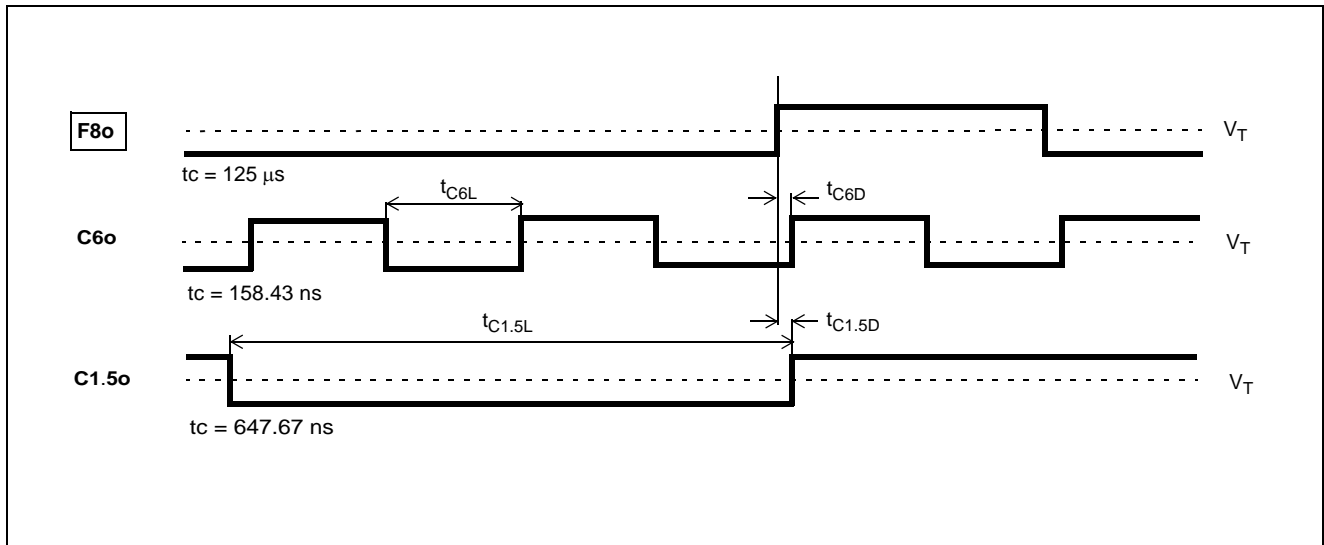 F8o
V_T
tc = 125 μs
t_C6L
t_C6D
C6o
V_T
tc = 158.43 ns
t_C1.5L
t_C1.5D
C1.5o
V_T
tc = 647.67 ns